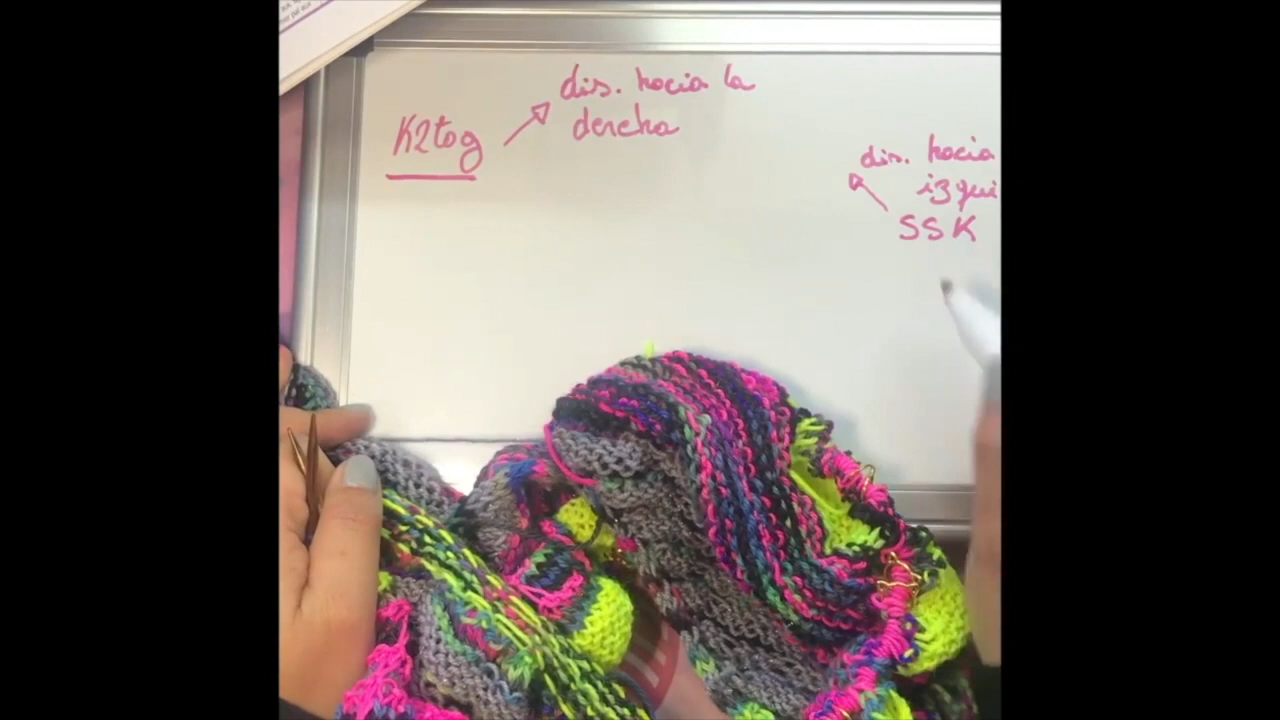 dis. hacia la
derecha
K2tog
dis. hacia
izqui
SSK